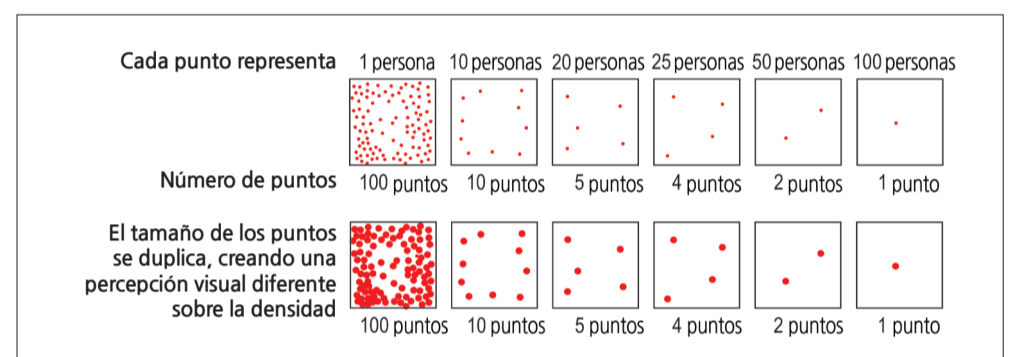 Cada punto representa 1 persona 10 personas 20 personas 25 personas 50 personas 100 personas
Número de puntos 100 puntos 10 puntos 5 puntos 4 puntos 2 puntos 1 punto
El tamaño de los puntos
se duplica, creando una
percepción visual diferente
sobre la densidad
100 puntos 10 puntos 5 puntos 4 puntos 2 puntos 1 punto